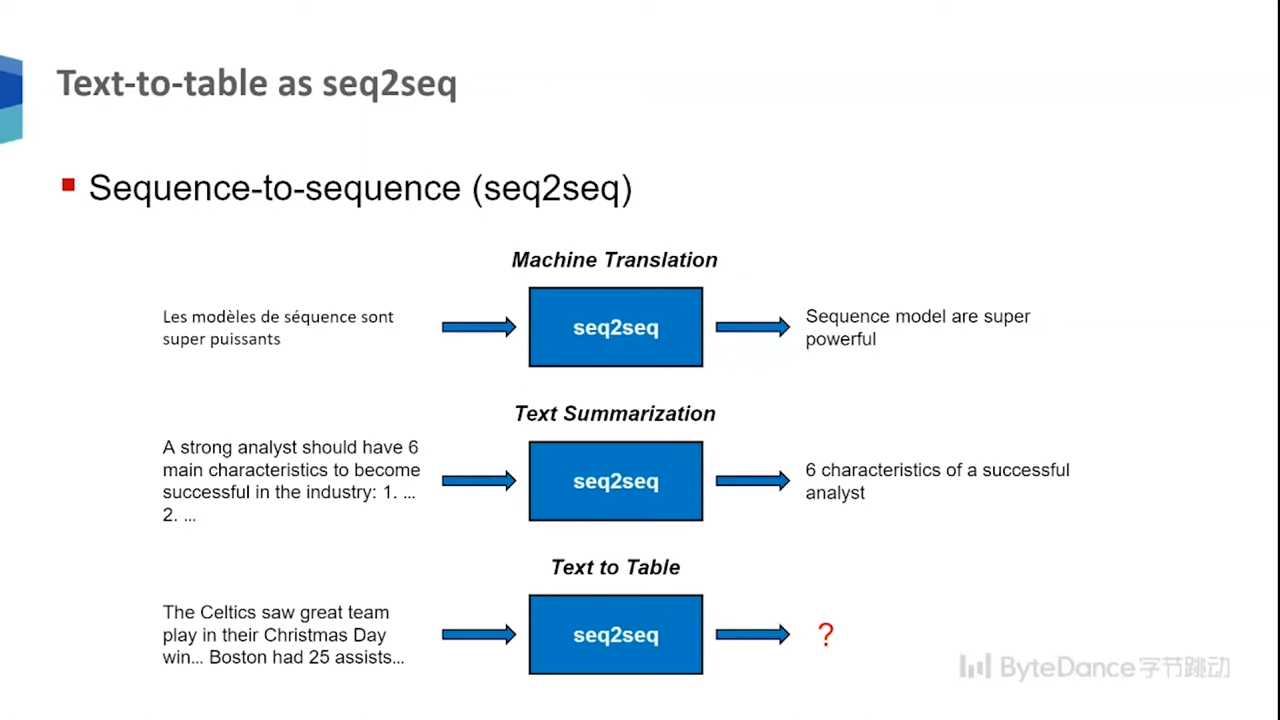 Text-to-table as seq2seq
Sequence-to-sequence (seq2seq)
Machine Translation
Les modèles de séquence sont
super puissants
seq2seq
Sequence model are super
powerful
Text Summarization
A strong analyst should have 6
main characteristics to become
successful in the industry: 1. ...
2. ...
seq2seq
6 characteristics of a successful
analyst
Text to Table
The Celtics saw great team
play in their Christmas Day
win... Boston had 25 assists...
seq2seq
?
ByteDance字节跳动